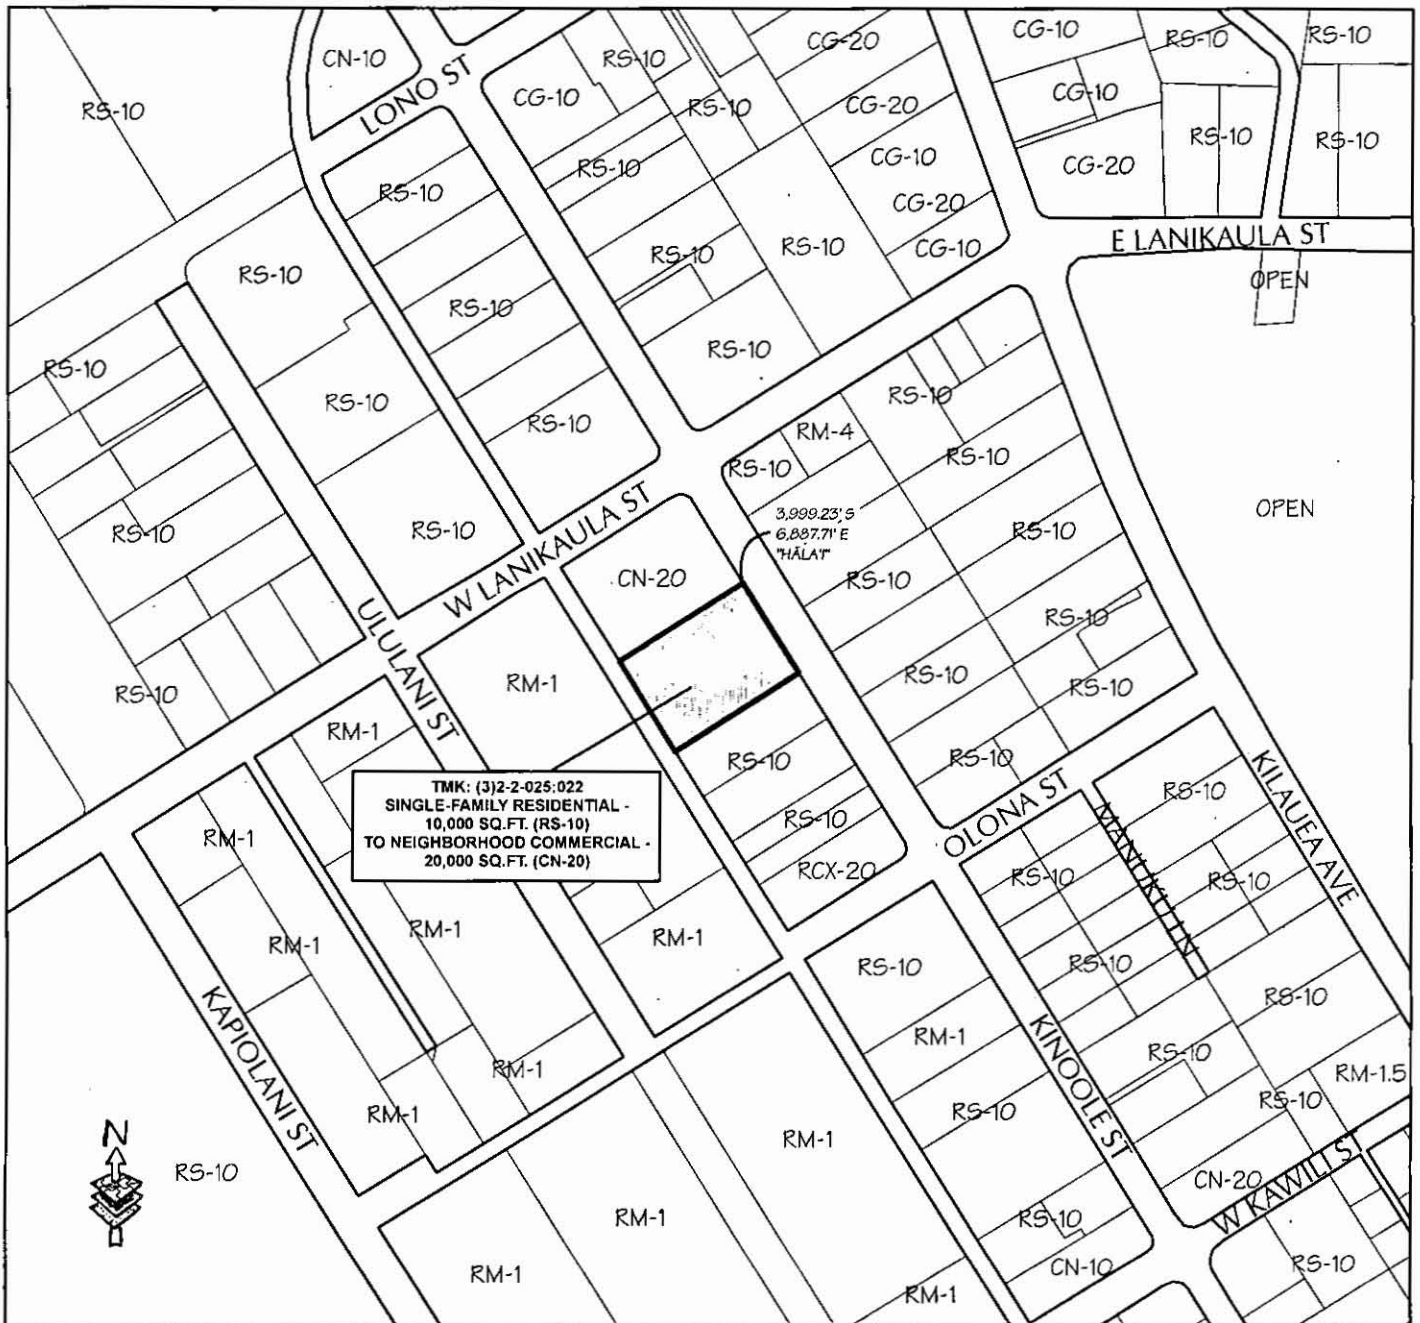 CN-10
RS-10
CG-20
CG-10
RS-10
RS-10
RS-10
LONO ST
CG-10
RS-10
CG-20
CG-10
RS-10
RS-10
RS-10
CG-10
CG-20
RS-10
RS-10
CG-20
E LANIKAULA ST
RS-10
RS-10
CG-10
RS-10
OPEN
RS-10
RS-10
RS-10
RS-10
RS-10
RS-10
RM-4
RS-10
RS-10
RS-10
OPEN
W LANIKAULA ST
3,999.23' S
6,887.71' E
"HĀLA'I"
RS-10
RS-10
RS-10
CN-20
RS-10
RS-10
ULULANI ST
RM-1
RS-10
RS-10
RS-10
RM-1
RS-10
RS-10
TMK: (3)2-2-025:022
SINGLE-FAMILY RESIDENTIAL -
10,000 SQ.FT. (RS-10)
TO NEIGHBORHOOD COMMERCIAL -
20,000 SQ.FT. (CN-20)
KILAUEA AVE
RS-10
OLONA ST
RS-10
RM-1
RCX-20
RS-10
RS-10
RM-1
RM-1
RM-1
RS-10
RS-10
RS-10
KAPIOLANI ST
RM-1
KINOOLE ST
RS-10
RM-1
RM-1.5
RM-1
RS-10
RS-10
RM-1
N
RS-10
CN-20
W KAWILI ST
RM-1
RS-10
RM-1
CN-10
RS-10
RM-1